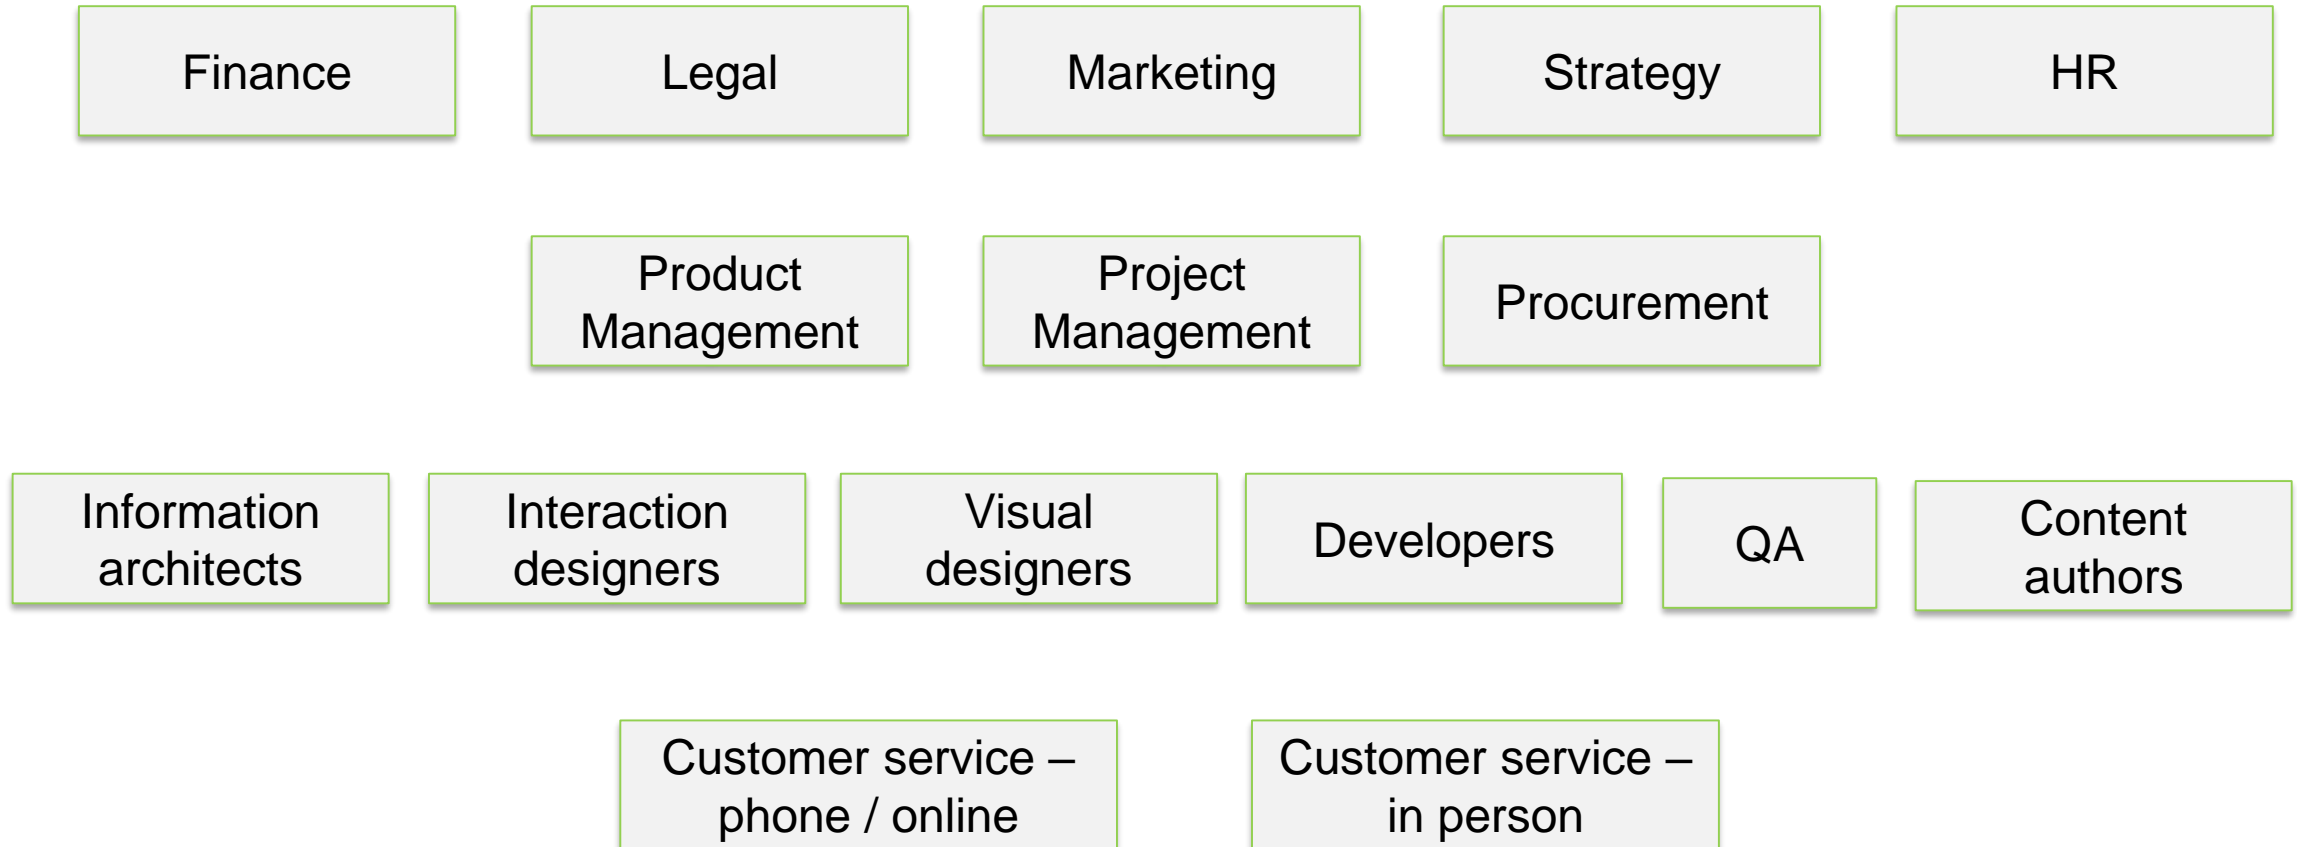 Finance
Legal
Marketing
Strategy
HR
Product
Management
Project
Management
Procurement
Information
architects
Interaction
designers
Visual
designers
Developers
QA
Content
authors
Customer service –
phone / online
Customer service –
in person